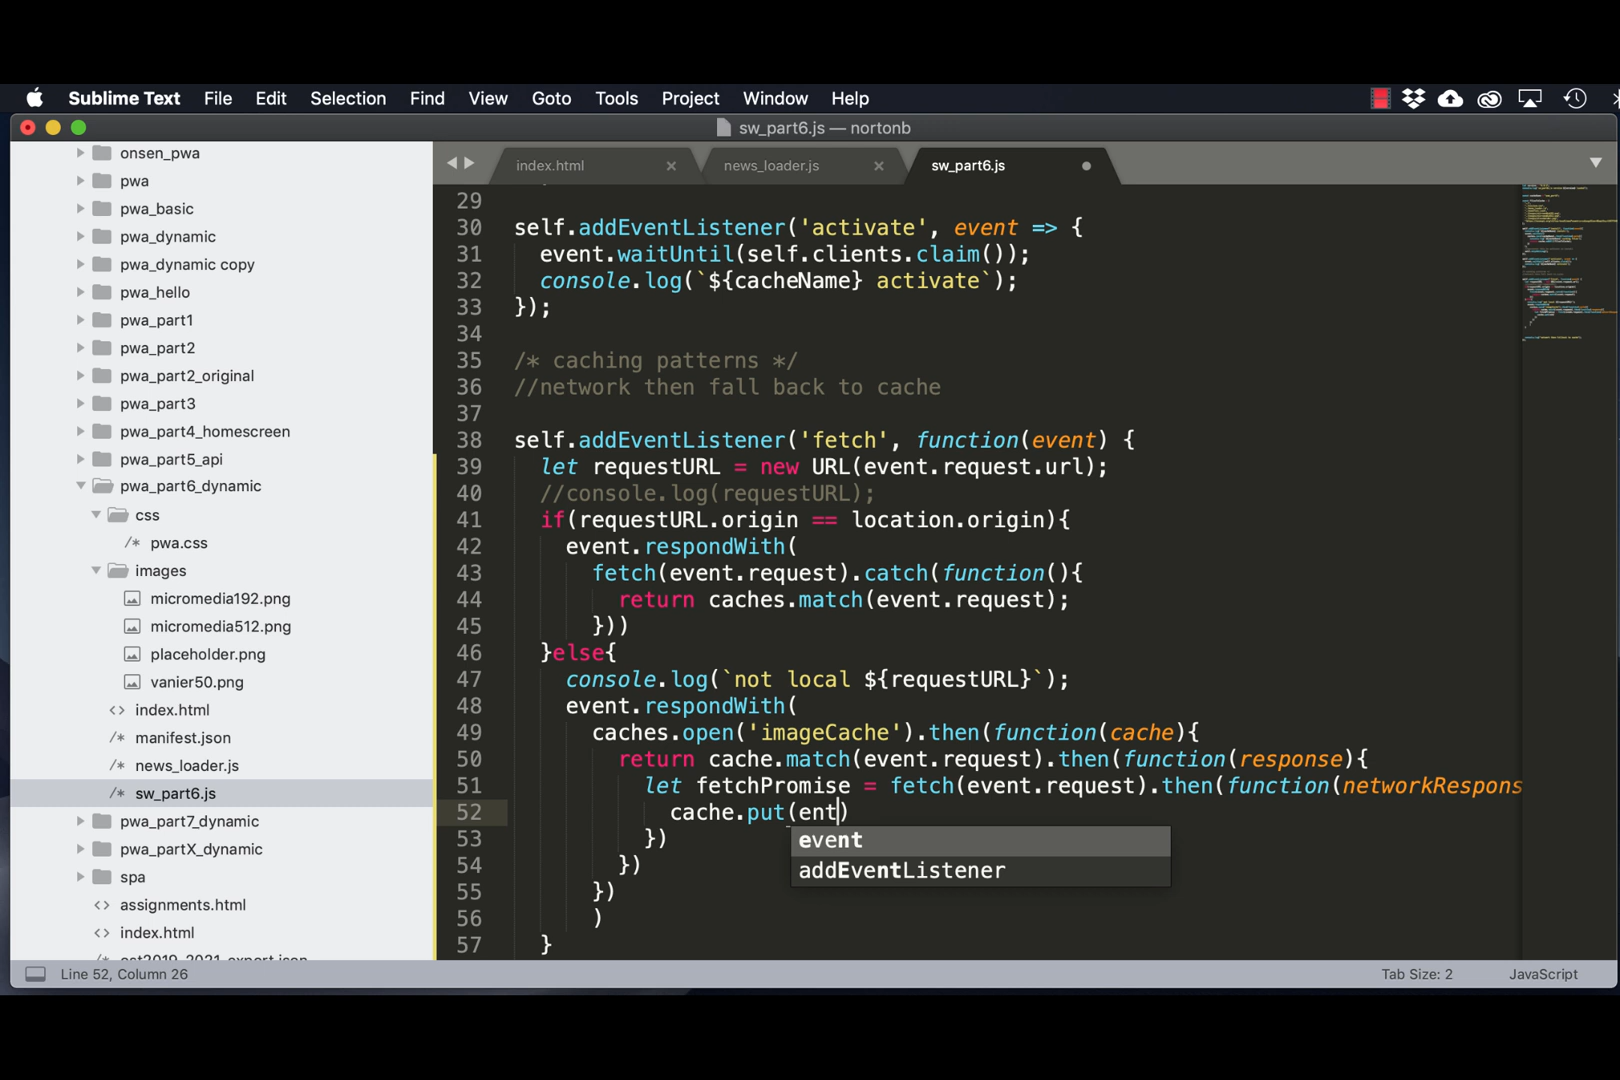 Sublime Text File Edit Selection Find View Goto Tools Project Window Help
sw_part6.js — nortonb
index.html news_loader.js sw_part6.js
onsen_pwa
pwa
pwa_basic
pwa_dynamic
pwa_dynamic copy
pwa_hello
pwa_part1
pwa_part2
pwa_part2_original
pwa_part3
pwa_part4_homescreen
pwa_part5_api
pwa_part6_dynamic
css
/* pwa.css
images
micromedia192.png
micromedia512.png
placeholder.png
vanier50.png
<> index.html
/* manifest.json
/* news_loader.js
/* sw_part6.js
pwa_part7_dynamic
pwa_partX_dynamic
spa
<> assignments.html
<> index.html
29
30 self.addEventListener('activate', event => {
31 event.waitUntil(self.clients.claim());
32 console.log(`${cacheName} activate`);
33 });
34
35 /* caching patterns */
36 //network then fall back to cache
37
38 self.addEventListener('fetch', function(event) {
39 let requestURL = new URL(event.request.url);
40 //console.log(requestURL);
41 if(requestURL.origin == location.origin){
42 event.respondWith(
43 fetch(event.request).catch(function(){
44 return caches.match(event.request);
45 }))
46 }else{
47 console.log(`not local ${requestURL}`);
48 event.respondWith(
49 caches.open('imageCache').then(function(cache){
50 return cache.match(event.request).then(function(response){
51 let fetchPromise = fetch(event.request).then(function(networkRespons
52 cache.put(ent)
event
addEventListener
53 })
54 })
55 })
56 )
57 }
Line 52, Column 26 Tab Size: 2 JavaScript